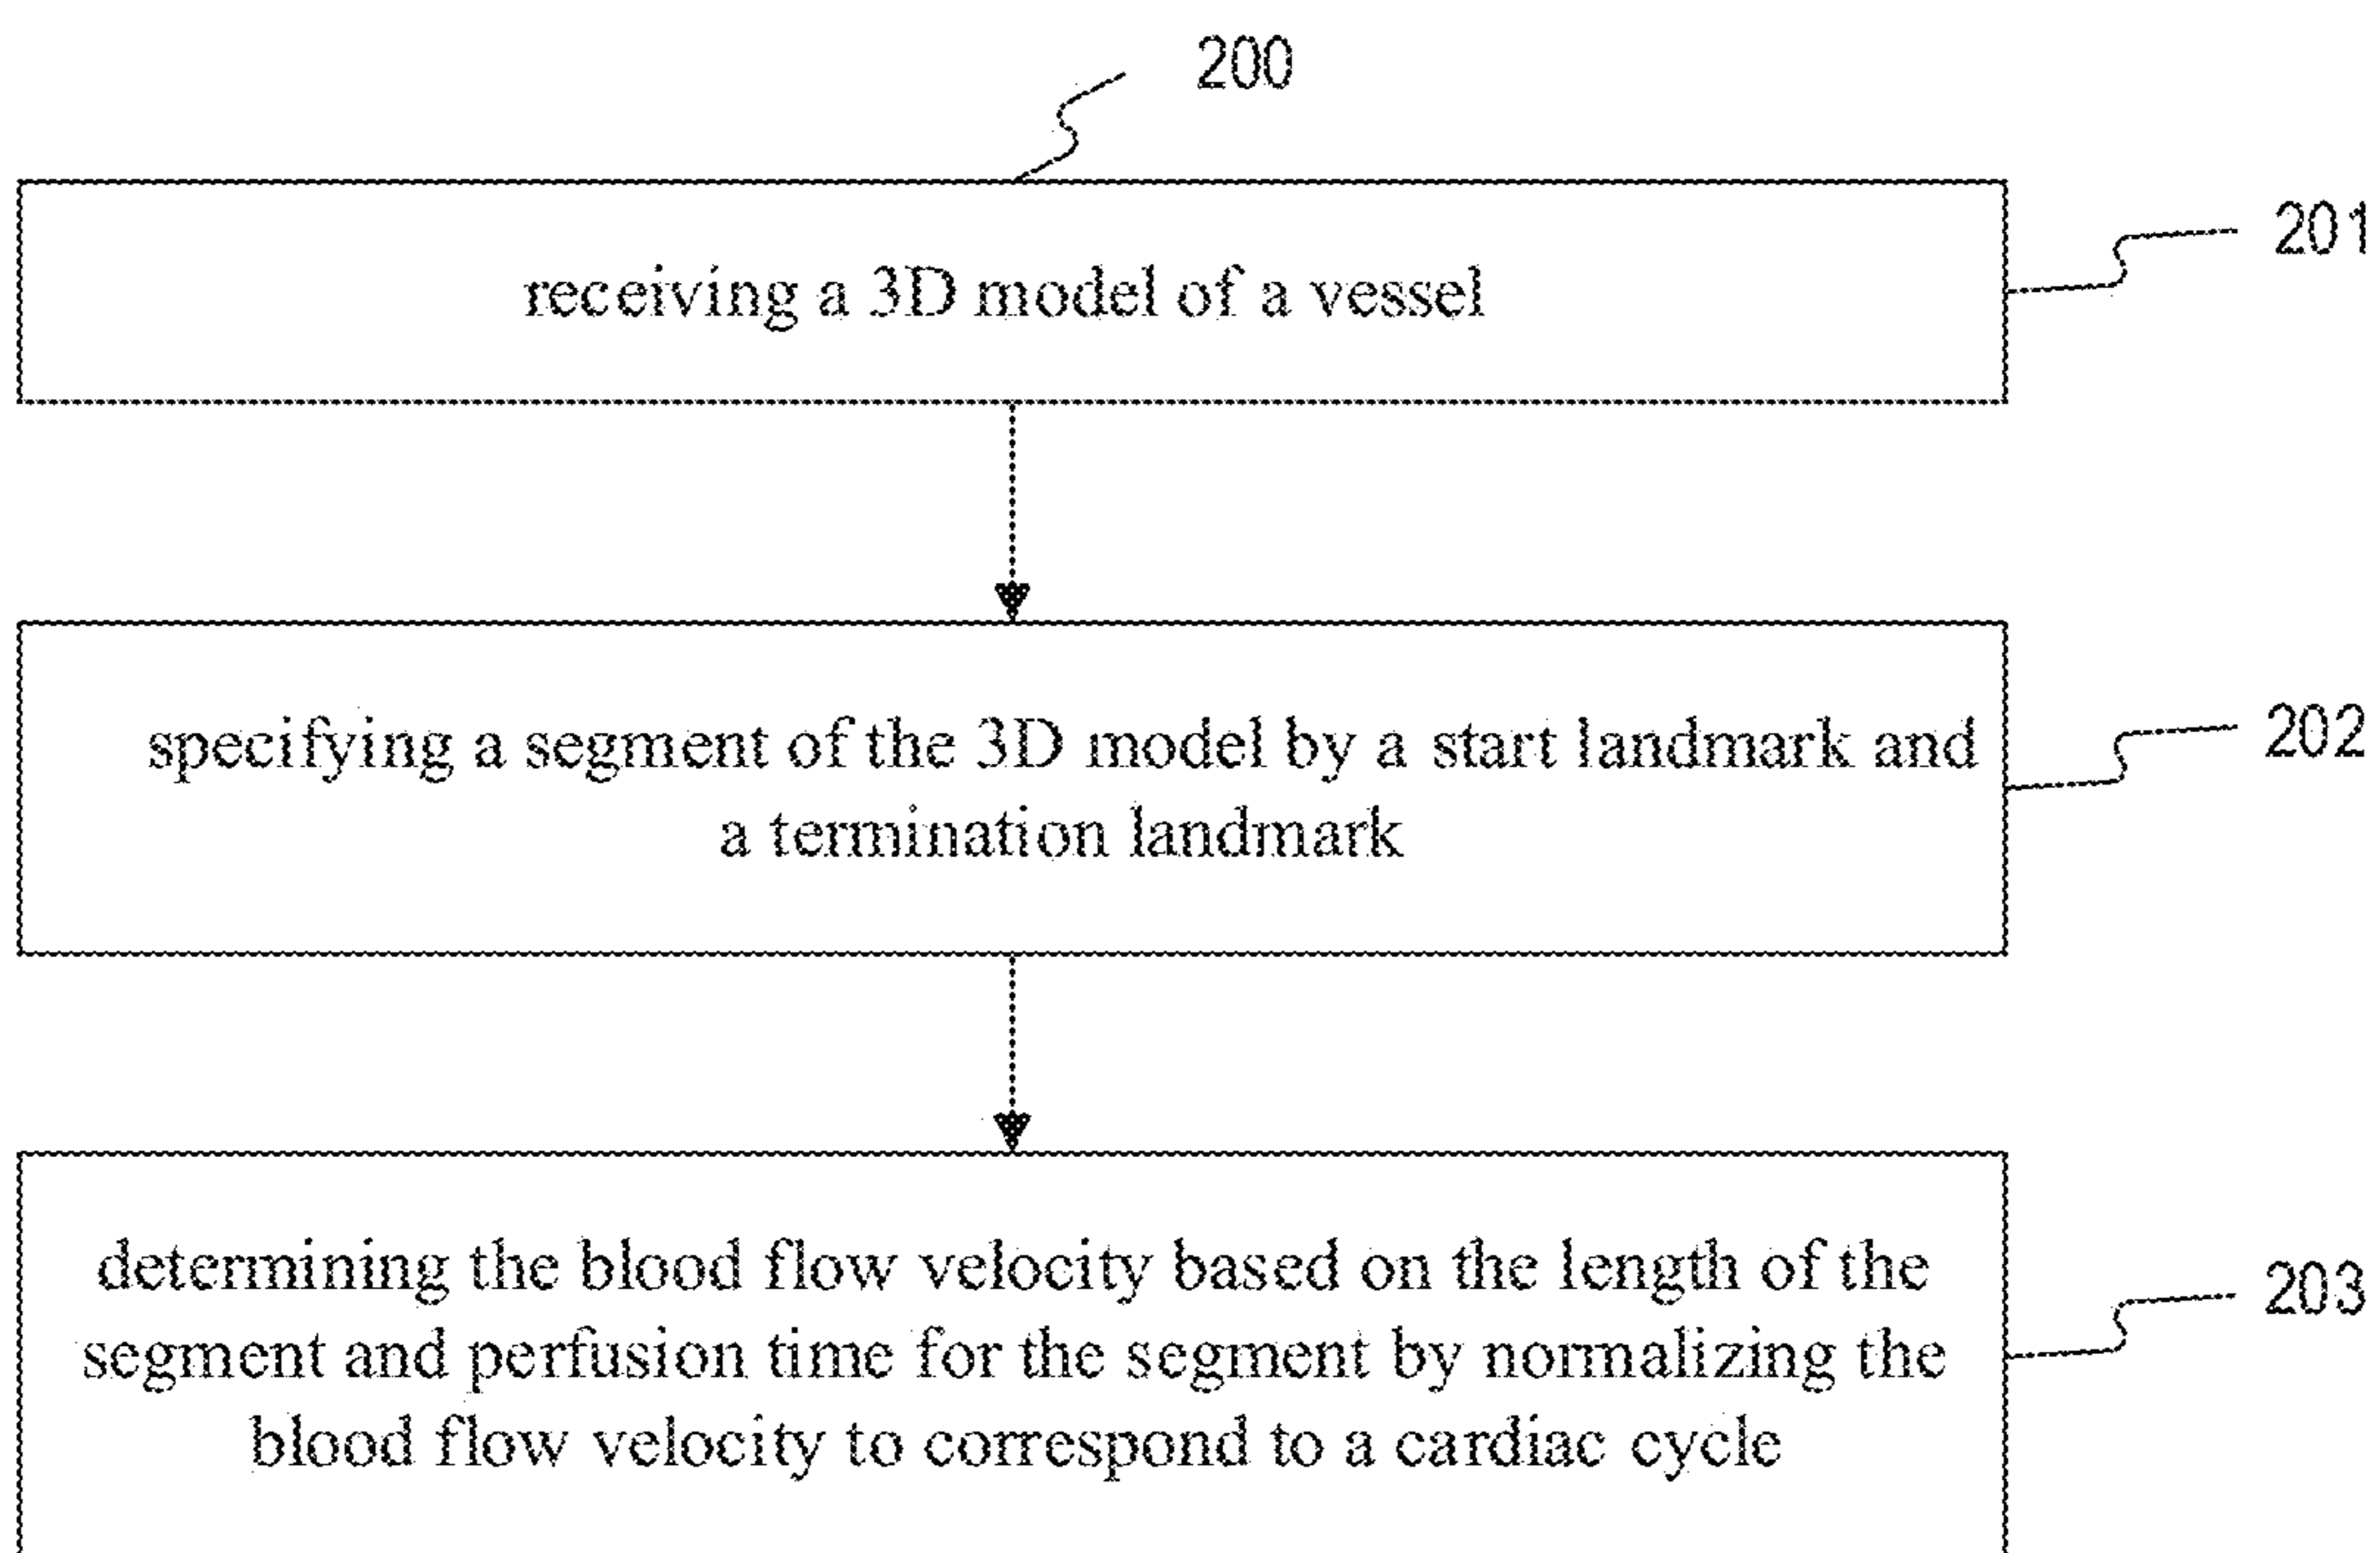 200
201
receiving a 3D model of a vessel
202
specifying a segment of the 3D model by a start landmark and
a termination landmark
203
determining the blood flow velocity based on the length of the
segment and perfusion time for the segment by normalizing the
blood flow velocity to correspond to a cardiac cycle